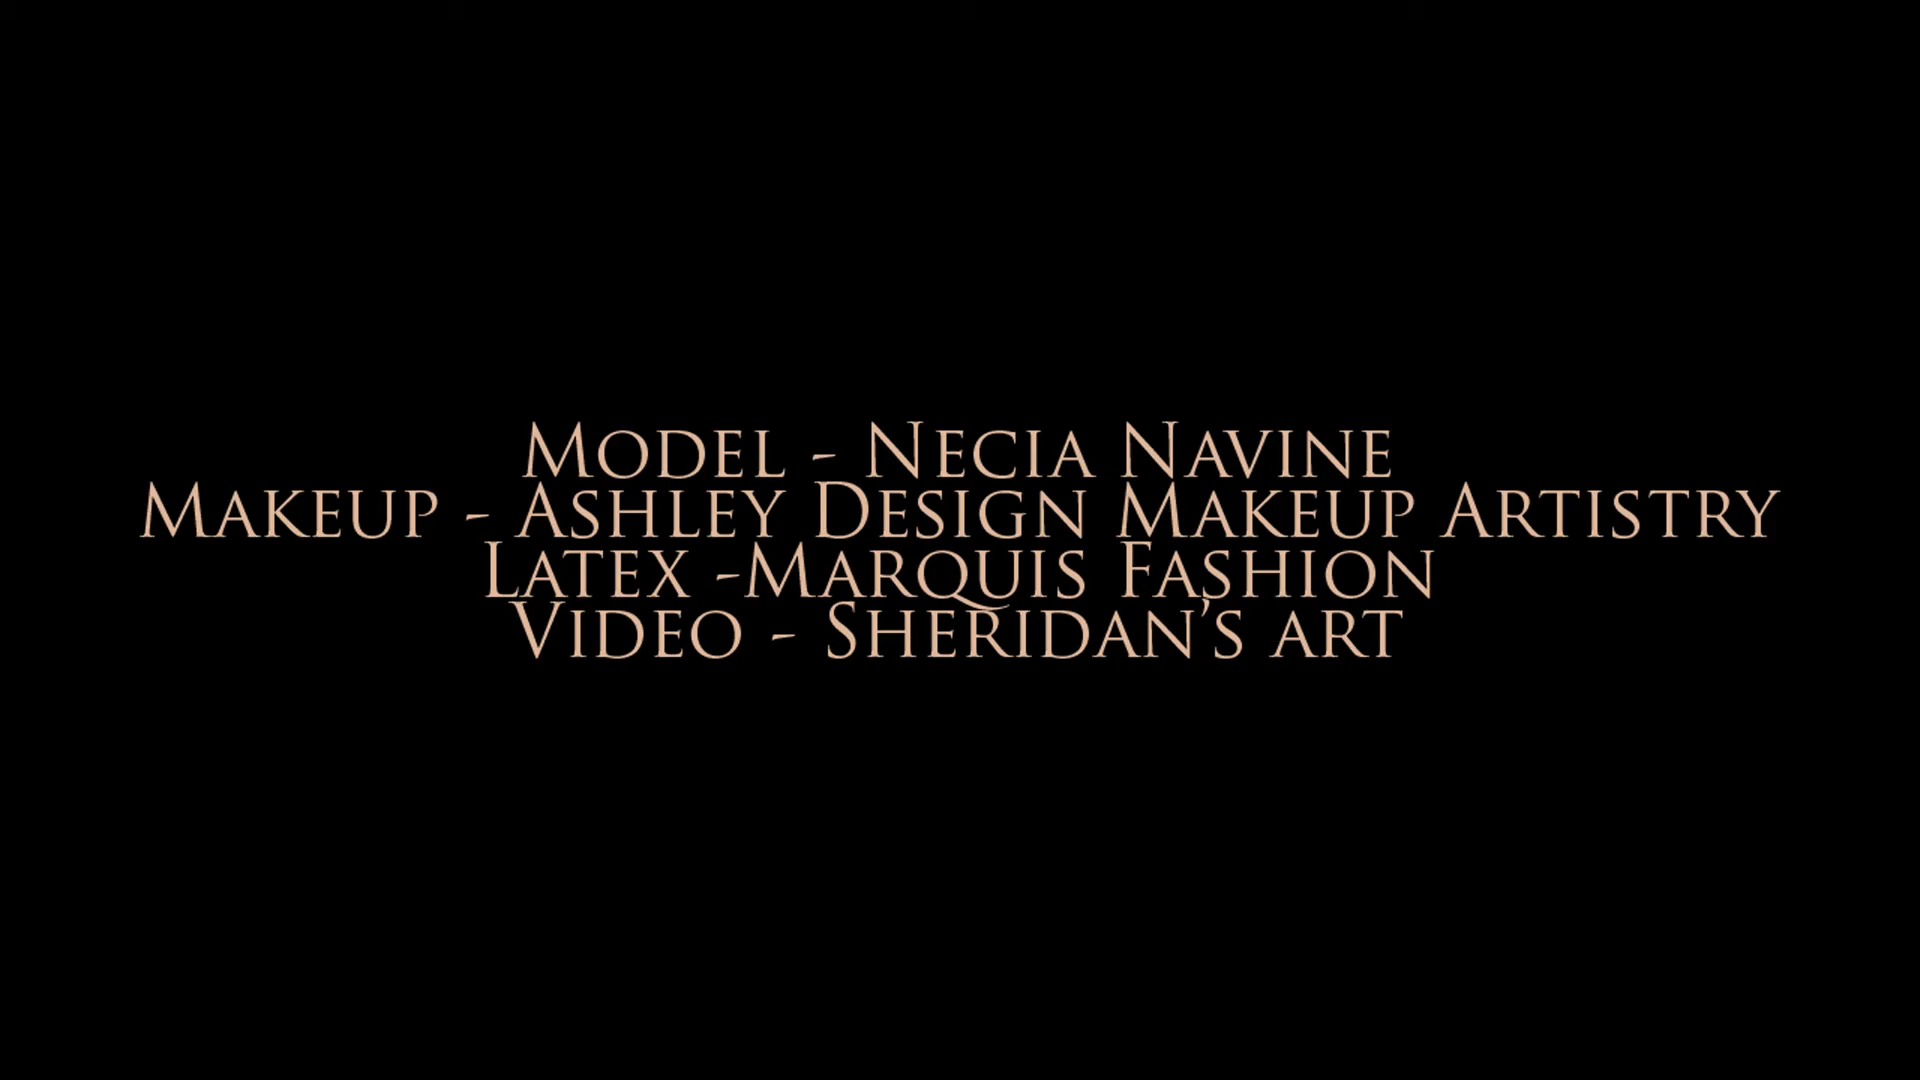 Model - Necia Navine
Makeup - Ashley Design Makeup Artistry
Latex -Marquis Fashion
Video - Sheridan's art